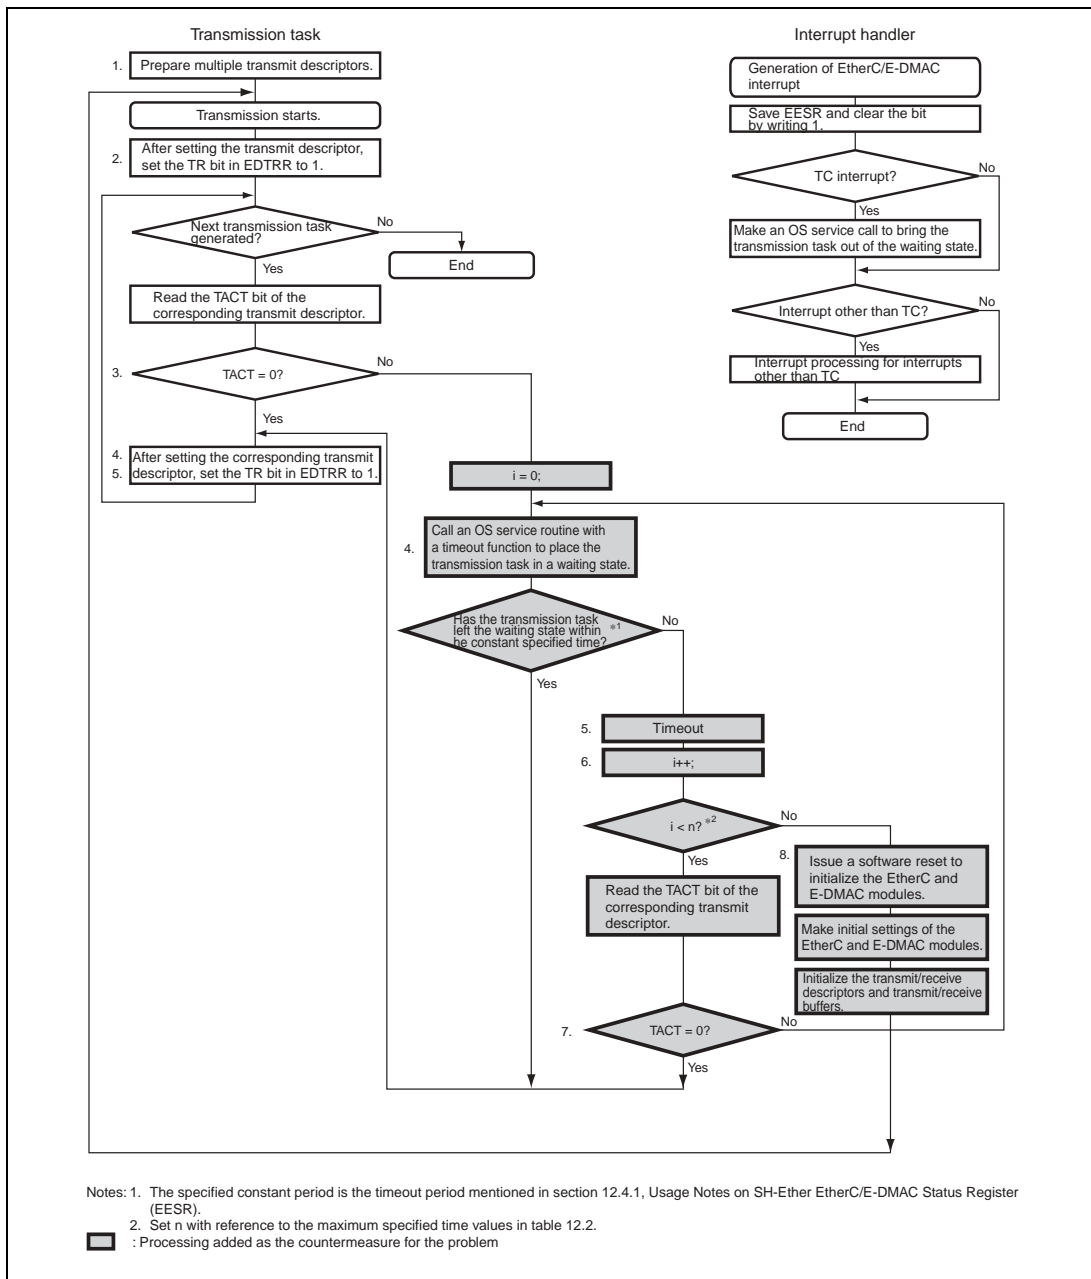 Transmission task
Interrupt handler
1.
Prepare multiple transmit descriptors.
Transmission starts.
2.
After setting the transmit descriptor,
set the TR bit in EDTRR to 1.
Next transmission task
generated?
No
End
Yes
Read the TACT bit of the
corresponding transmit descriptor.
3.
TACT = 0?
No
Yes
4.
5.
After setting the corresponding transmit
descriptor, set the TR bit in EDTRR to 1.
Generation of EtherC/E-DMAC
interrupt
Save EESR and clear the bit
by writing 1.
TC interrupt?
No
Yes
Make an OS service call to bring the
transmission task out of the waiting state.
Interrupt other than TC?
No
Yes
Interrupt processing for interrupts
other than TC
End
i = 0;
4.
Call an OS service routine with
a timeout function to place the
transmission task in a waiting state.
Has the transmission task
left the waiting state within *1
he constant specified time?
No
Yes
5.
Timeout
6.
i++;
i < n? *2
No
Yes
Read the TACT bit of the
corresponding transmit
descriptor.
7.
TACT = 0?
No
Yes
8.
Issue a software reset to
initialize the EtherC and
E-DMAC modules.
Make initial settings of the
EtherC and E-DMAC modules.
Initialize the transmit/receive
descriptors and transmit/receive
buffers.
Notes: 1. The specified constant period is the timeout period mentioned in section 12.4.1, Usage Notes on SH-Ether EtherC/E-DMAC Status Register
(EESR).
2. Set n with reference to the maximum specified time values in table 12.2.
: Processing added as the countermeasure for the problem